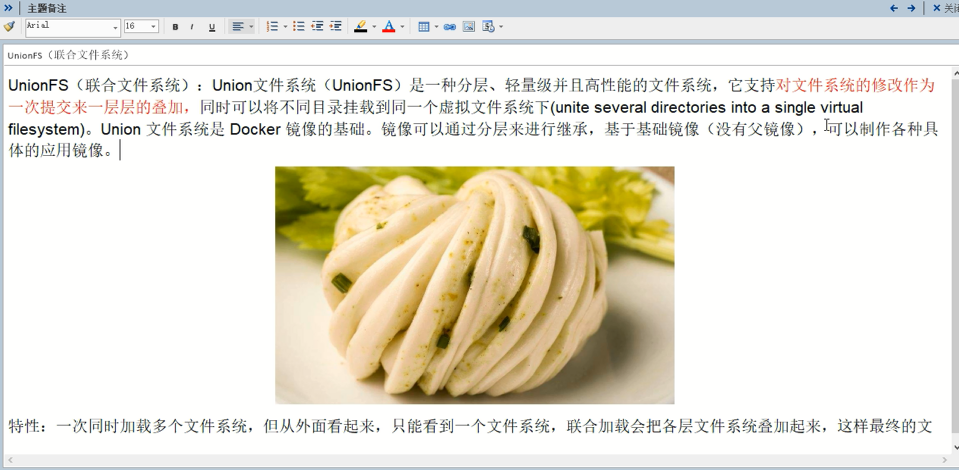 主题备注
关闭
Arial
16
B I U
UnionFS（联合文件系统）
UnionFS（联合文件系统）：Union文件系统（UnionFS）是一种分层、轻量级并且高性能的文件系统，它支持对文件系统的修改作为
一次提交来一层层的叠加，同时可以将不同目录挂载到同一个虚拟文件系统下(unite several directories into a single virtual
filesystem)。Union 文件系统是 Docker 镜像的基础。镜像可以通过分层来进行继承，基于基础镜像（没有父镜像），可以制作各种具
体的应用镜像。
特性：一次同时加载多个文件系统，但从外面看起来，只能看到一个文件系统，联合加载会把各层文件系统叠加起来，这样最终的文